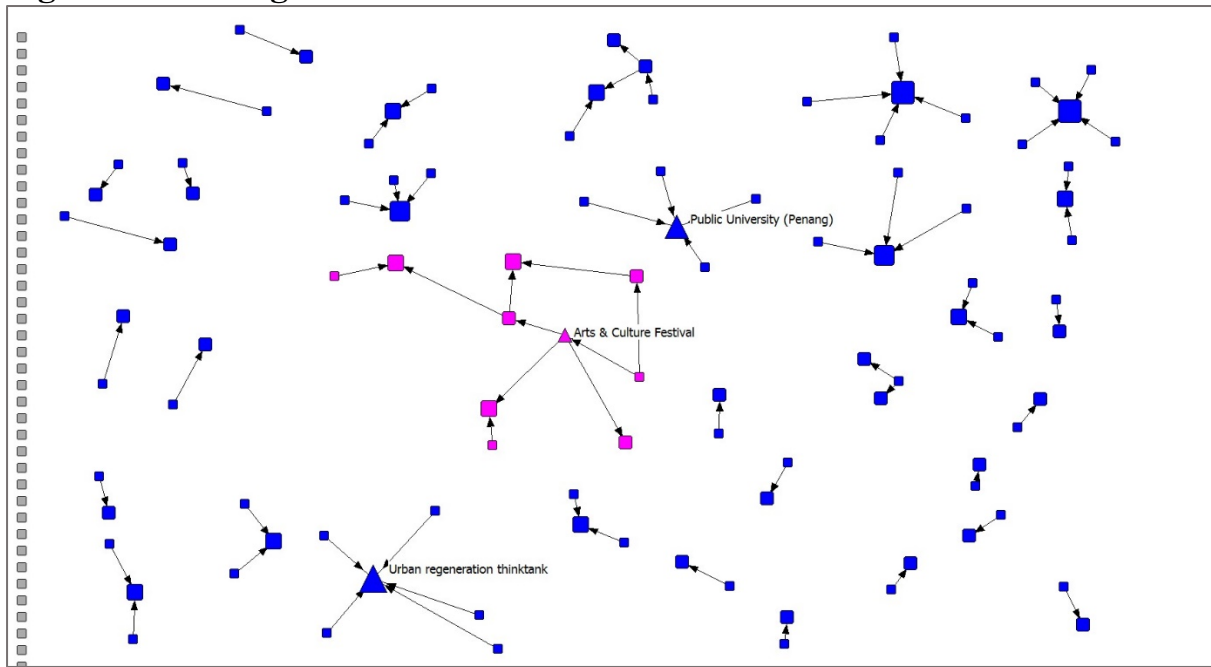 Public University (Penang)
Arts & Culture Festival
Urban regeneration thinktank